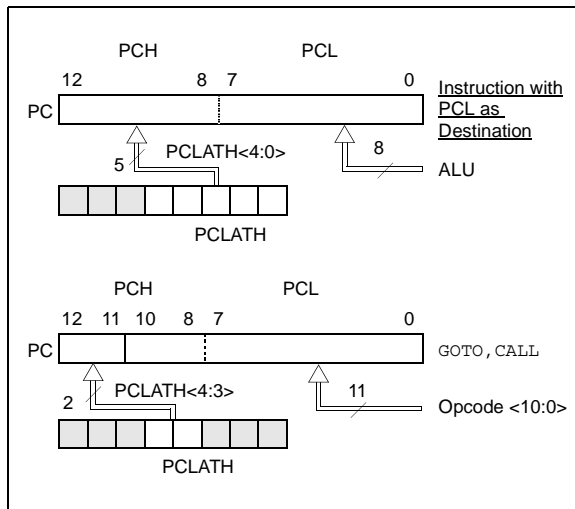 PCH PCL
12 8 7 0
PC
Instruction with
PCL as
Destination
5 PCLATH<4:0> 8
ALU
PCLATH
PCH PCL
12 11 10 8 7 0
PC GOTO,CALL
2 PCLATH<4:3> 11
Opcode <10:0>
PCLATH